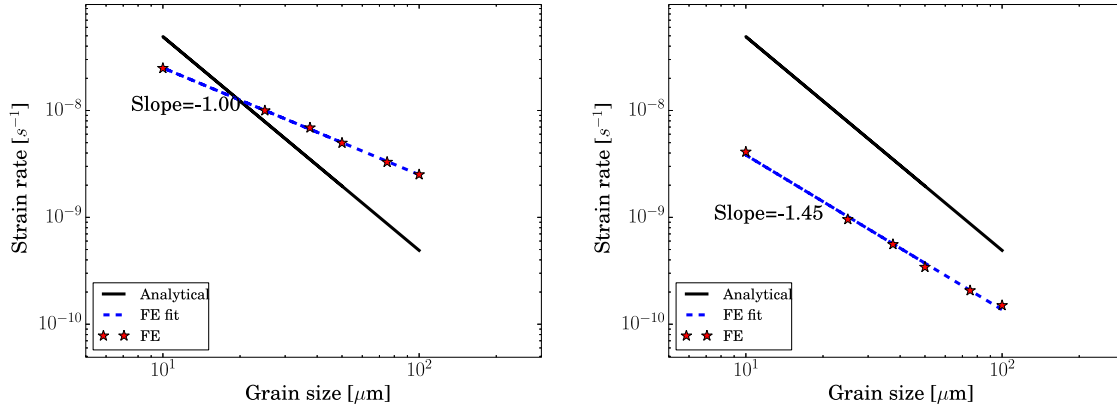 Strain rate [s⁻¹]
10⁻⁸
10⁻⁹
10⁻¹⁰
Slope=-1.00
Analytical
FE fit
FE
10¹
10²
Grain size [μm]
Strain rate [s⁻¹]
10⁻⁸
10⁻⁹
10⁻¹⁰
Slope=-1.45
Analytical
FE fit
FE
10¹
10²
Grain size [μm]